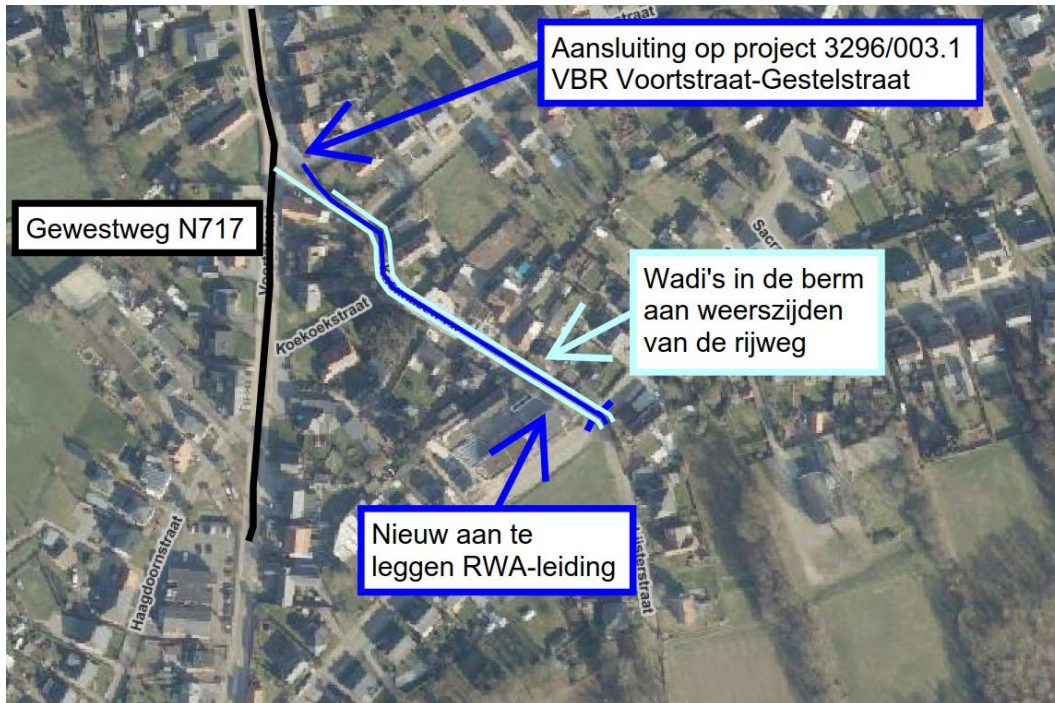 Aansluiting op project 3296/003.1
VBR Voortstraat-Gestelstraat
Gewestweg N717
Wadi's in de berm
aan weerszijden
van de rijweg
Koekoekstraat
Nieuw aan te
leggen RWA-leiding
Haagdoornstraat